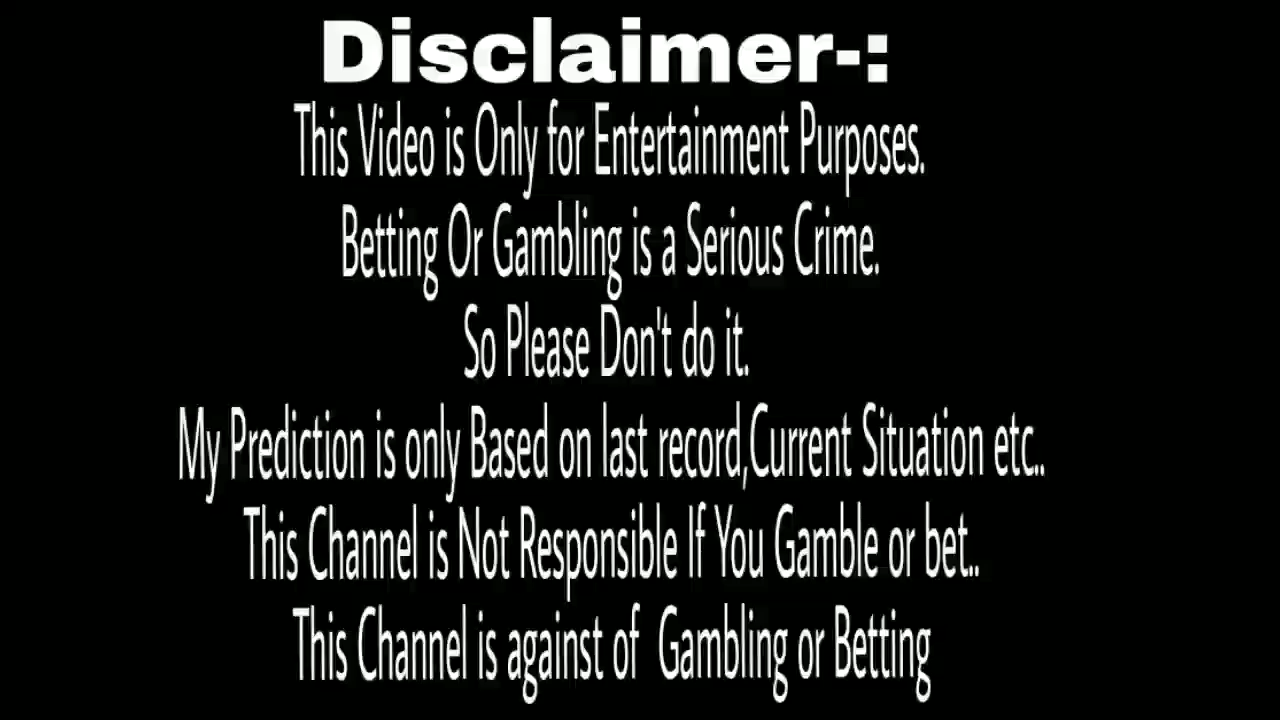 Disclaimer-:
This Video is Only for Entertainment Purposes.
Betting Or Gambling is a Serious Crime.
So Please Don't do it.
My Prediction is only Based on last record,Current Situation etc..
This Channel is Not Responsible If You Gamble or bet..
This Channel is against of  Gambling or Betting